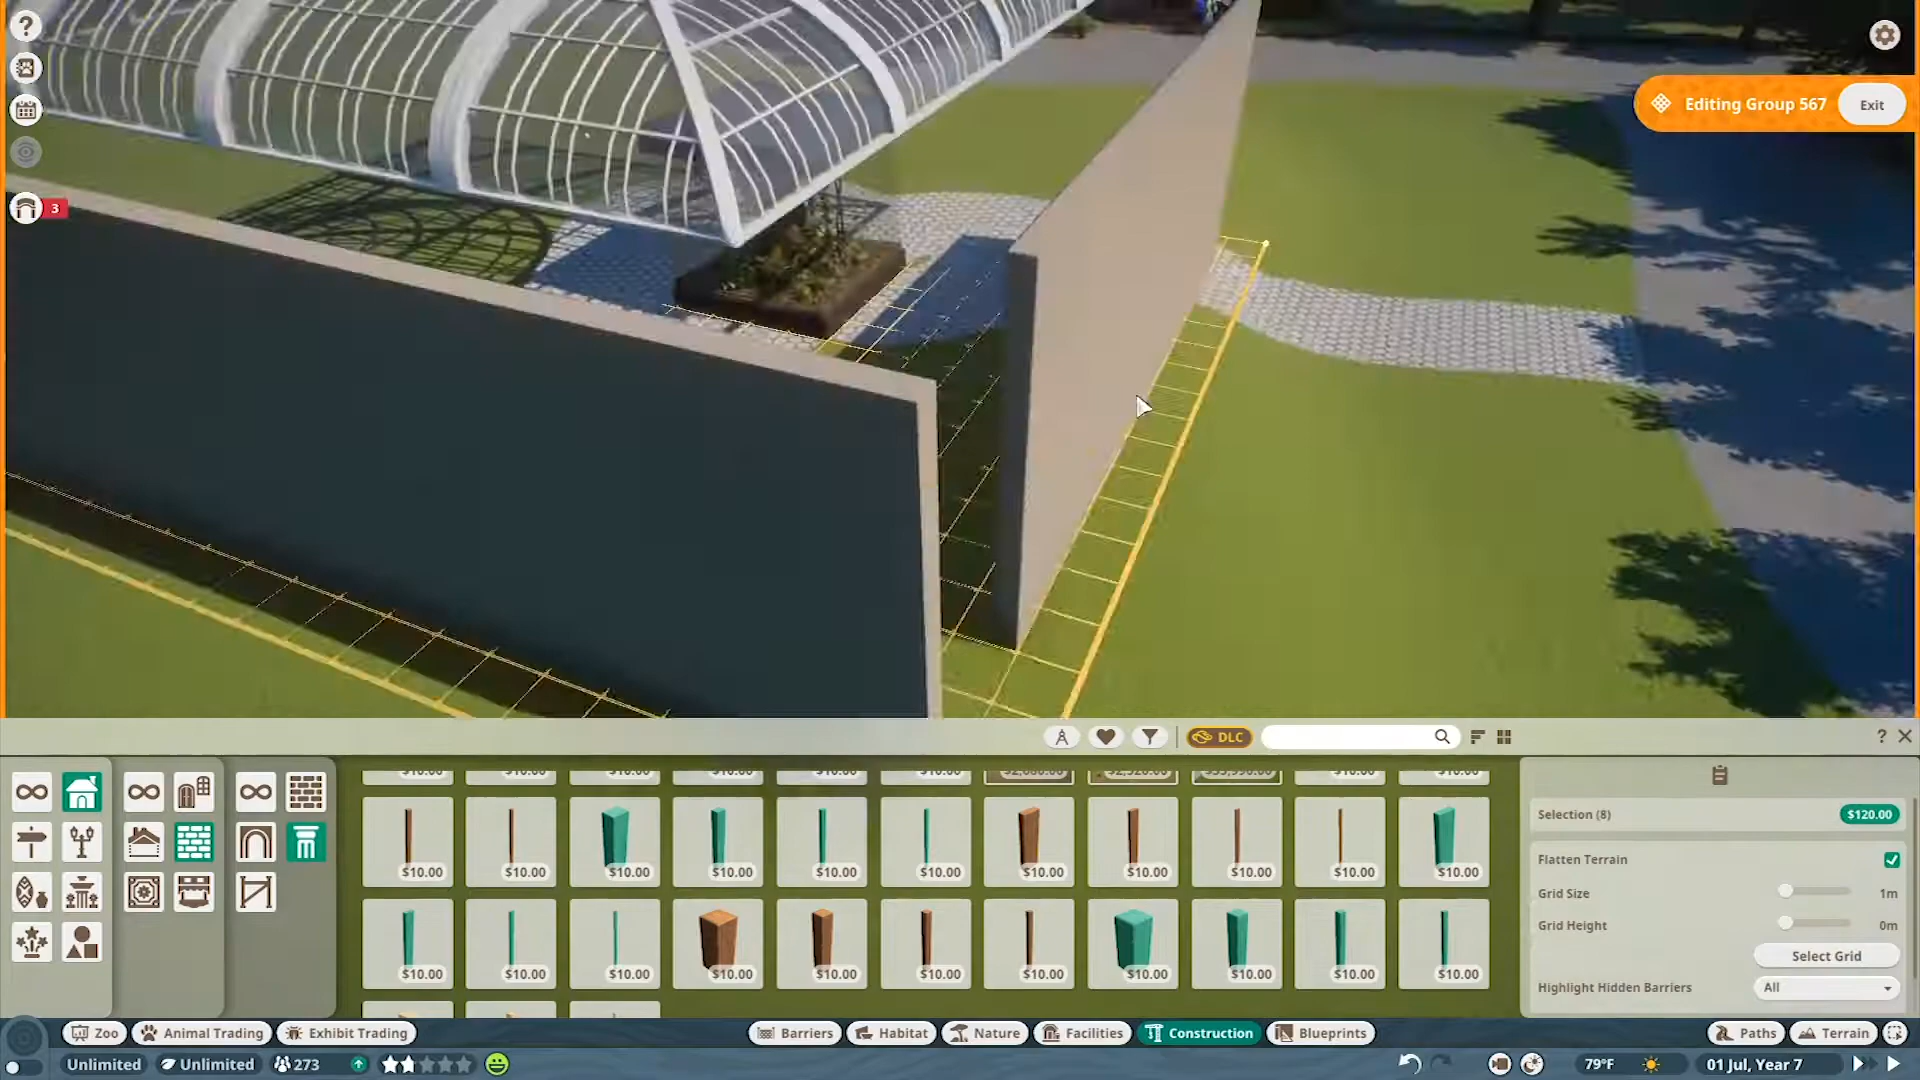 ?
Editing Group 567
Exit
3
DLC
?
$10.00 $10.00 $10.00 $10.00 $10.00 $10.00 $10.00 $10.00 $10.00 $10.00 $10.00
$10.00 $10.00 $10.00 $10.00 $10.00 $10.00 $10.00 $10.00 $10.00 $10.00 $10.00
Selection (8) $120.00
Flatten Terrain
Grid Size 1m
Grid Height 0m
Select Grid
Highlight Hidden Barriers All
Zoo Animal Trading Exhibit Trading Barriers Habitat Nature Facilities Construction Blueprints Paths Terrain
Unlimited Unlimited 273 79°F 01 Jul, Year 7